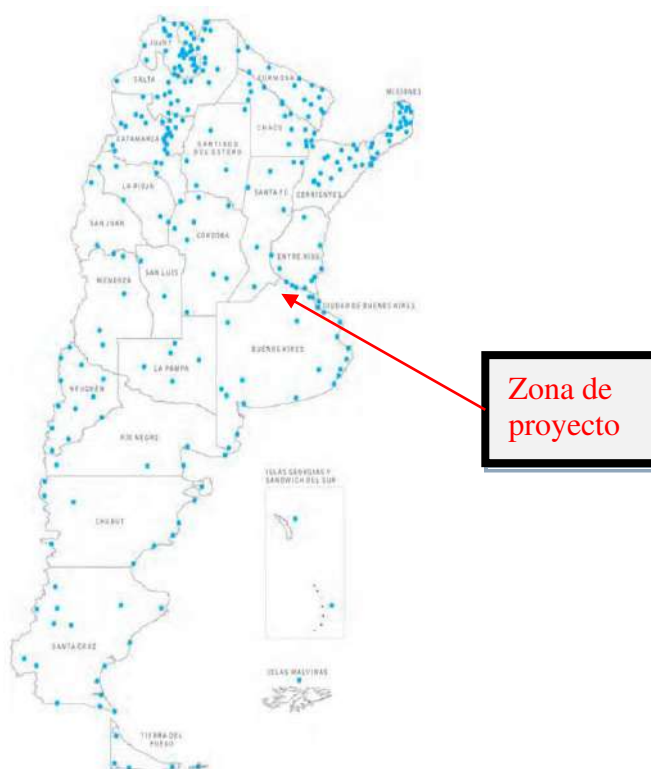 JUJUY
SALTA
FORMOSA
MISIONES
CHACO
CATAMARCA
SANTIAGO
DEL ESTERO
LA RIOJA
SANTA FE
CORRIENTES
SAN JUAN
CORDOBA
ENTRE RIOS
SAN LUIS
MENDOZA
CIUDAD DE BUENOS AIRES
BUENOS AIRES
LA PAMPA
NEUQUÉN
Zona de
proyecto
RIO NEGRO
ISLAS GEORGIAS Y
SANDWICH DEL SUR
CHUBUT
SANTA CRUZ
ISLAS MALVINAS
TIERRA DEL
FUEGO